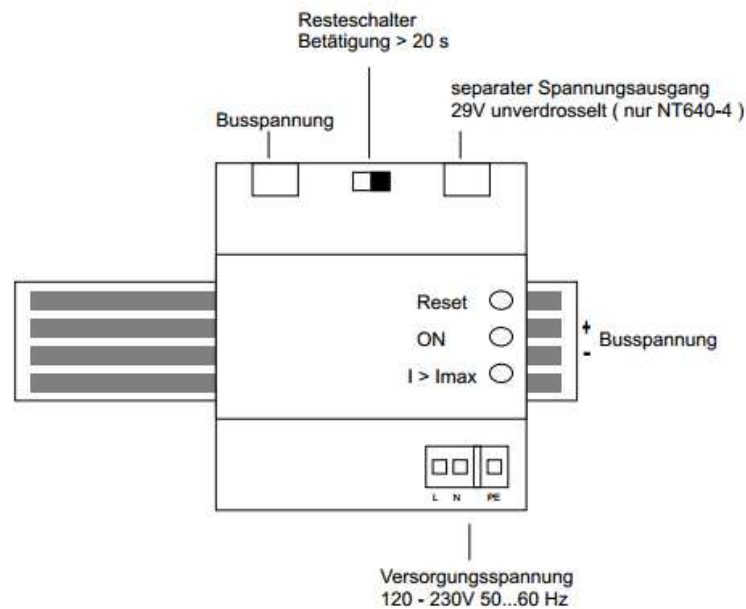 Resteschalter
Betätigung > 20 s
separater Spannungsausgang
29V unverdrosselt ( nur NT640-4 )
Busspannung
Reset
ON
I > Imax
+
-
Busspannung
L N PE
Versorgungsspannung
120 - 230V 50...60 Hz